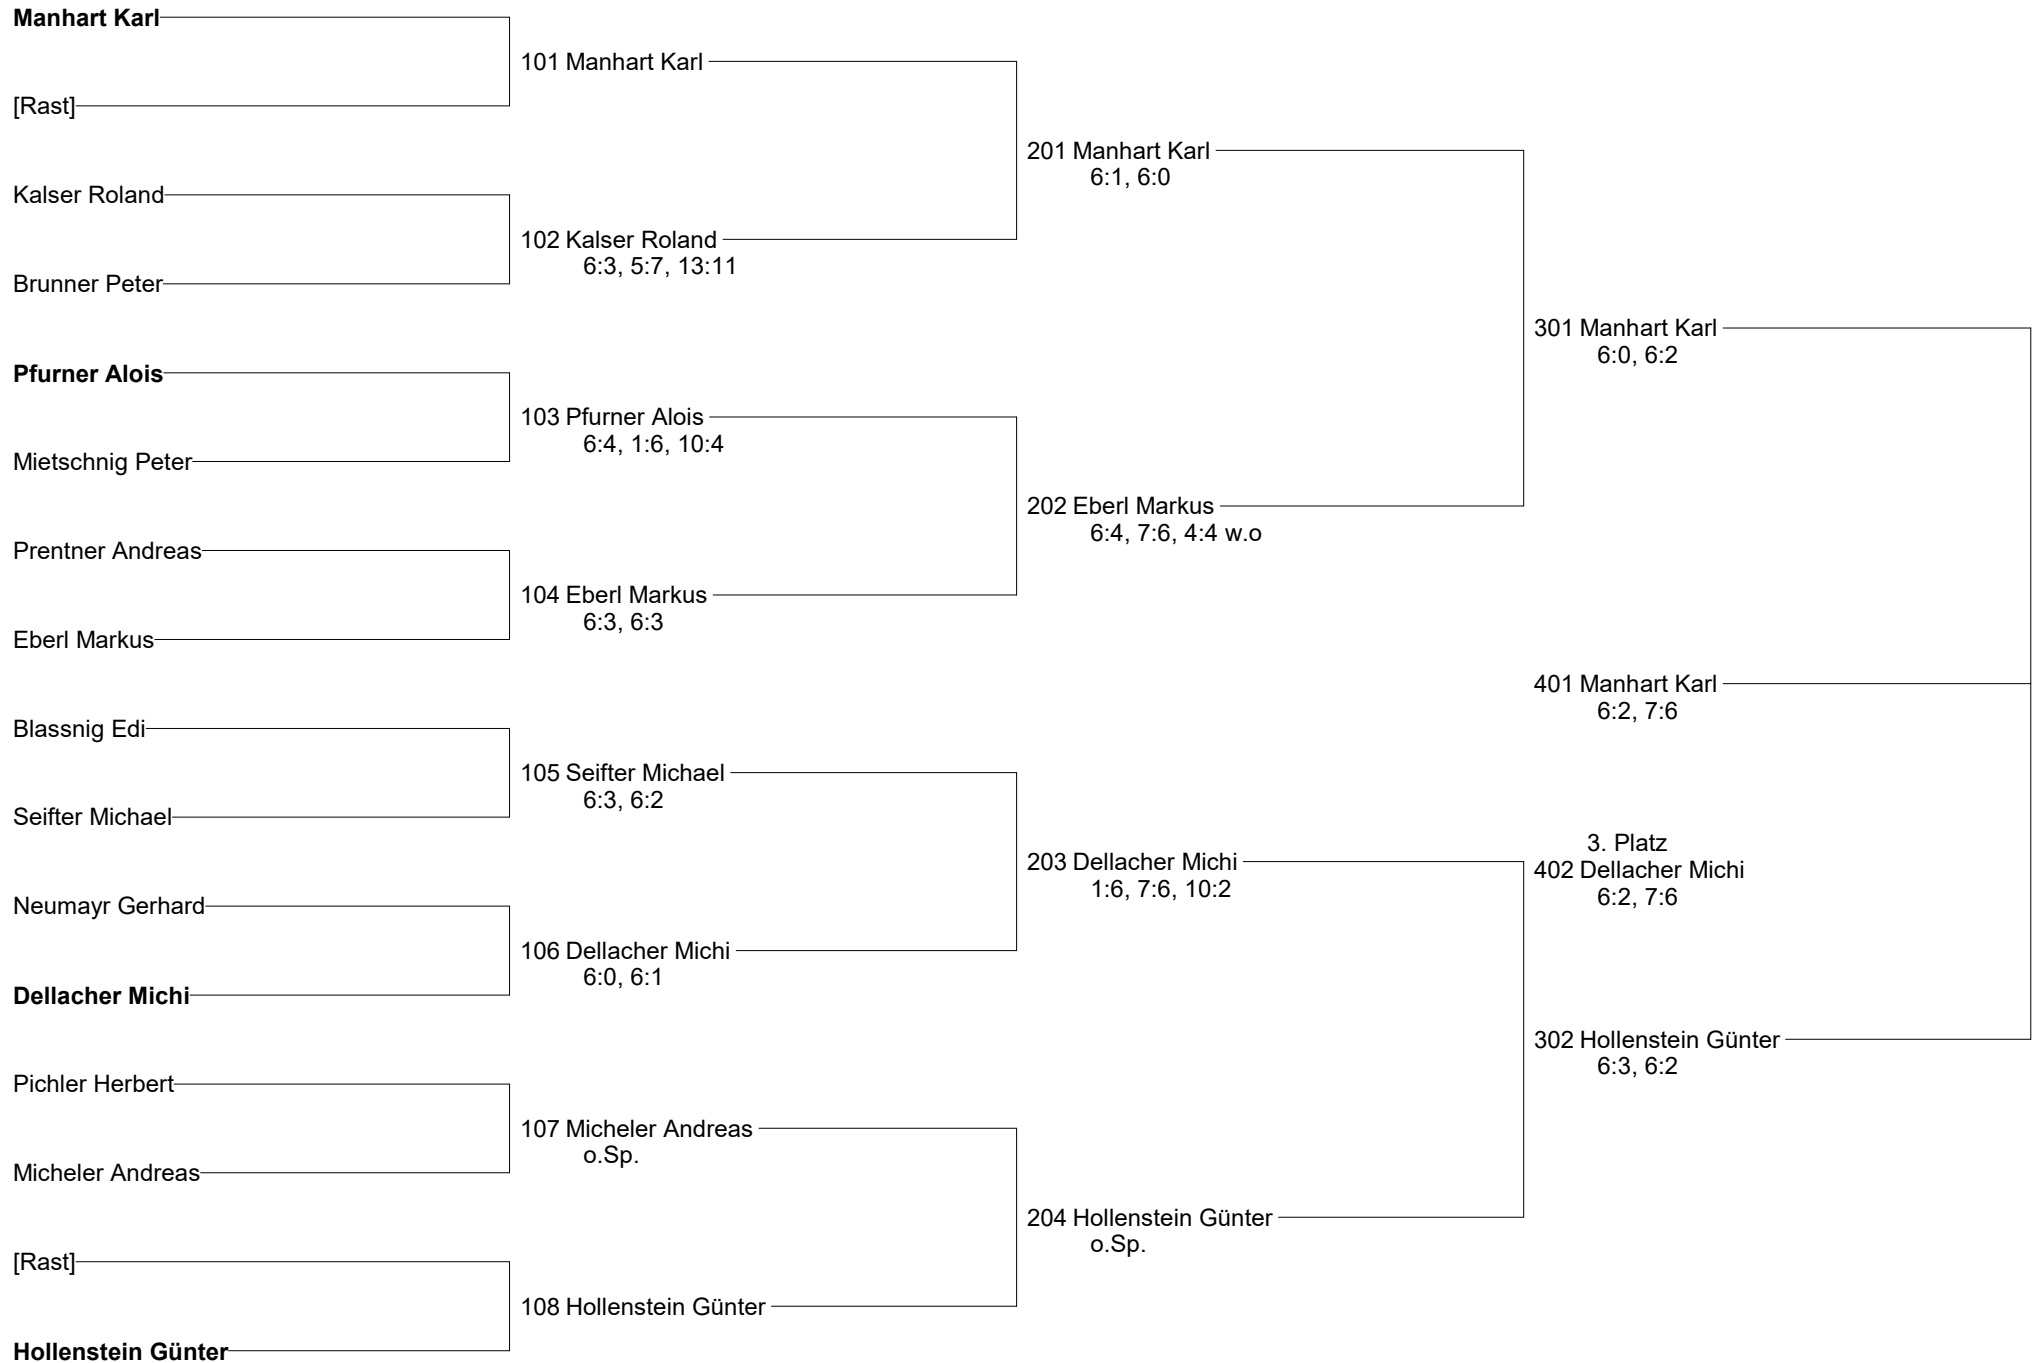 Manhart Karl
[Rast]
Kalser Roland
Brunner Peter
Pfurner Alois
Mietschnig Peter
Prentner Andreas
Eberl Markus
Blassnig Edi
Seifter Michael
Neumayr Gerhard
Dellacher Michi
Pichler Herbert
Micheler Andreas
[Rast]
Hollenstein Günter
101 Manhart Karl
102 Kalser Roland
6:3, 5:7, 13:11
103 Pfurner Alois
6:4, 1:6, 10:4
104 Eberl Markus
6:3, 6:3
105 Seifter Michael
6:3, 6:2
106 Dellacher Michi
6:0, 6:1
107 Micheler Andreas
o.Sp.
108 Hollenstein Günter
201 Manhart Karl
6:1, 6:0
202 Eberl Markus
6:4, 7:6, 4:4 w.o
203 Dellacher Michi
1:6, 7:6, 10:2
204 Hollenstein Günter
o.Sp.
301 Manhart Karl
6:0, 6:2
401 Manhart Karl
6:2, 7:6
3. Platz
402 Dellacher Michi
6:2, 7:6
302 Hollenstein Günter
6:3, 6:2